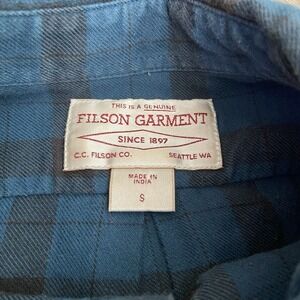 THIS IS A GENUINE
FILSON GARMENT
SINCE 1897
C.C. FILSON CO. SEATTLE WA
MADE IN
INDIA
S